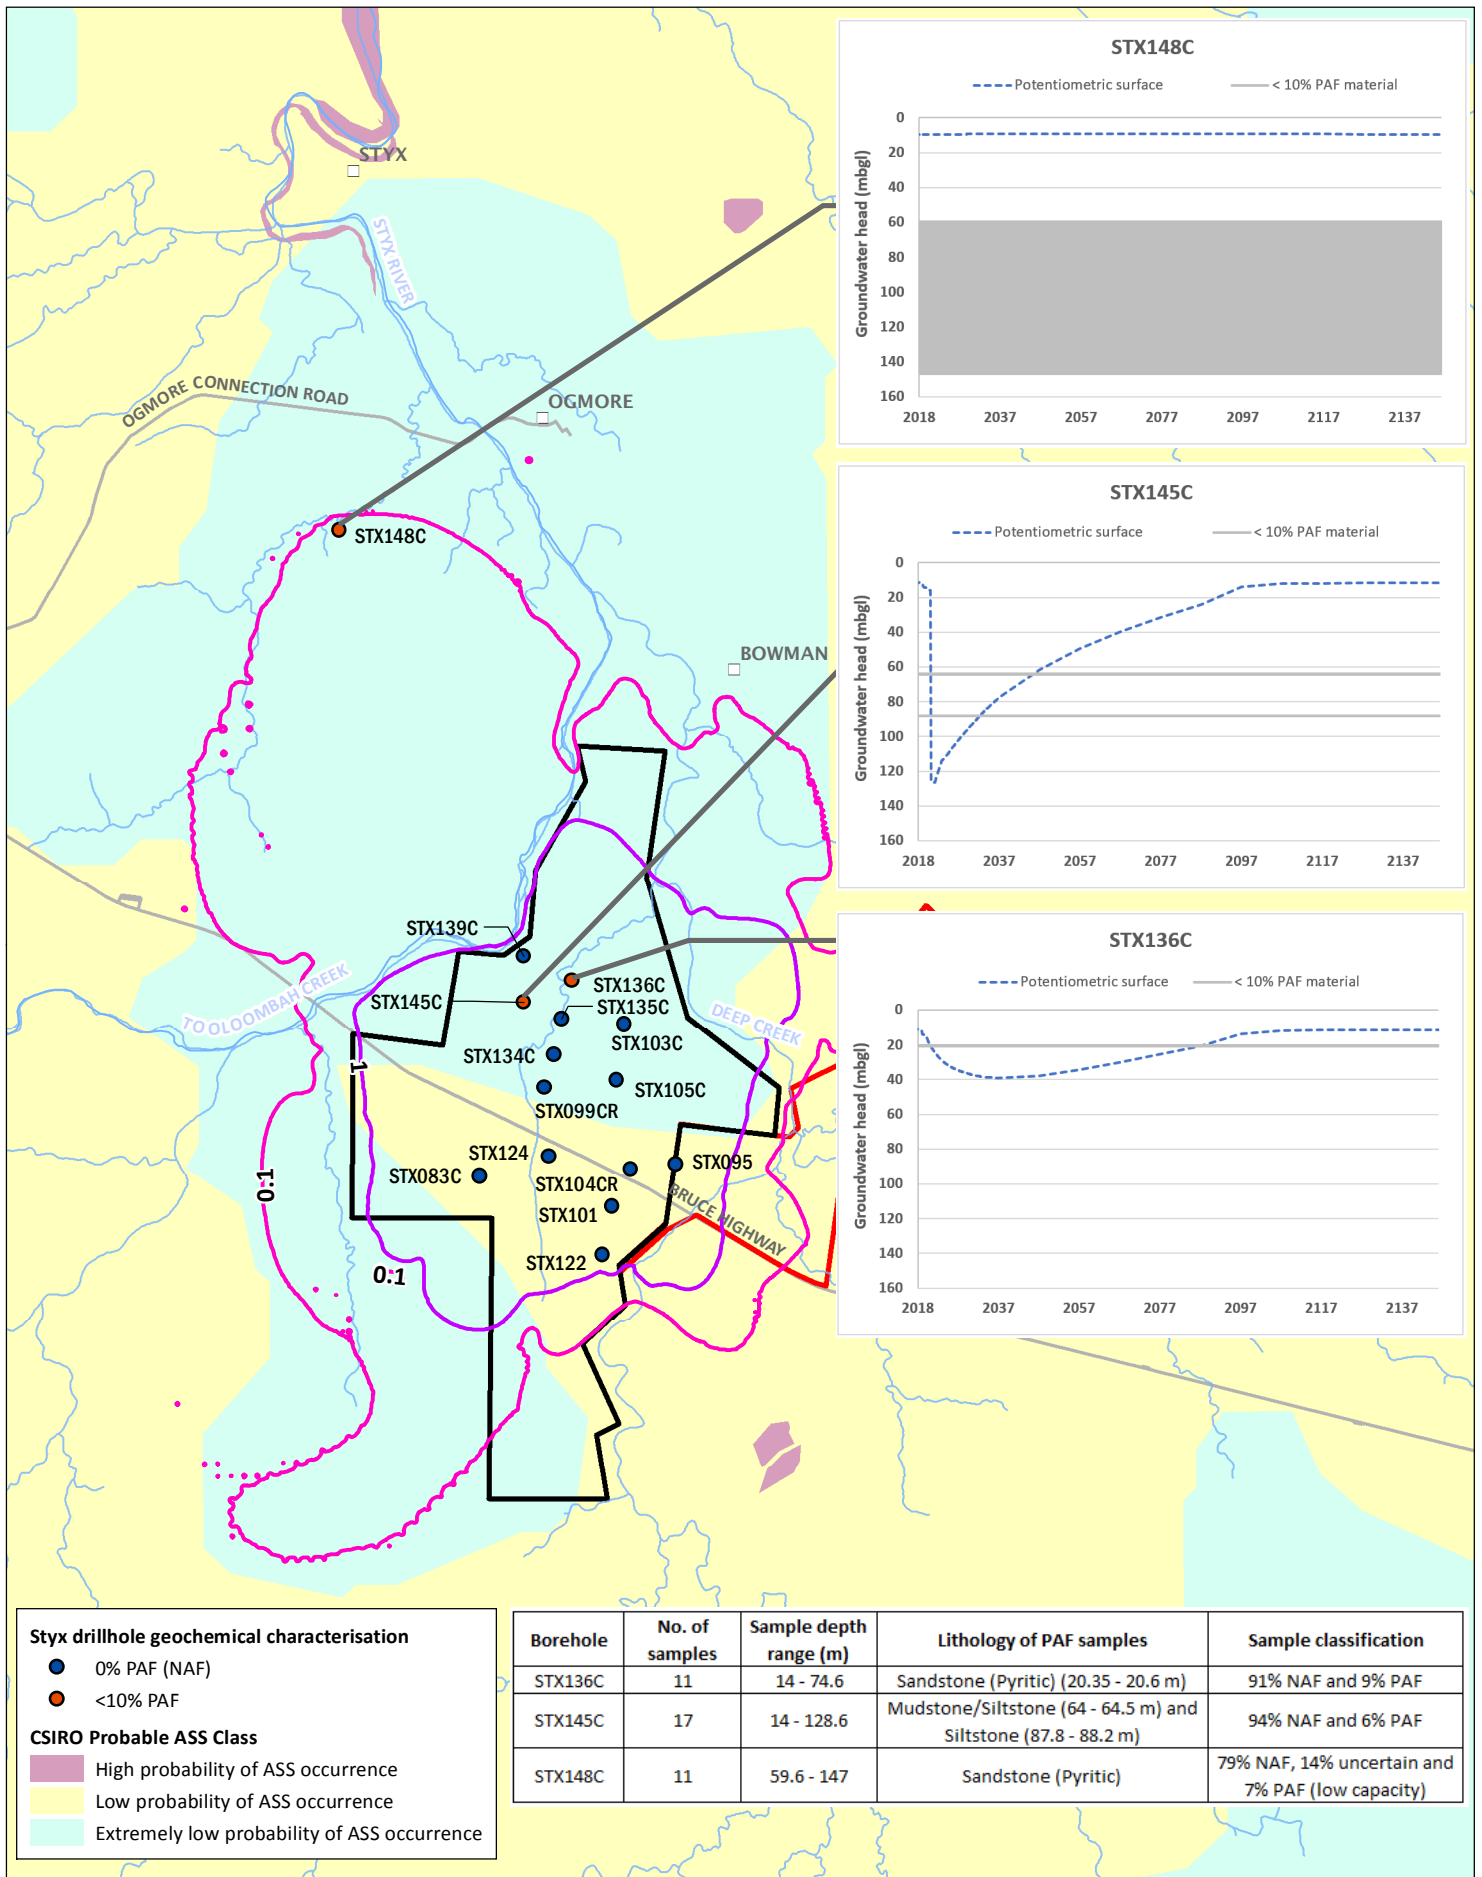 STYX
STYX RIVER
OGMORE CONNECTION ROAD
OGMORE
STX148C
BOWMAN
STX139C
STX136C
STX145C
STX135C
TOOLOOMBAH CREEK
DEEP CREEK
STX103C
STX134C
1
STX105C
STX099CR
STX124
STX095
STX083C
STX104CR
0.1
STX101
BRUCE HIGHWAY
STX122
0.1
STX148C
Potentiometric surface
< 10% PAF material
Groundwater head (mbgl)
0
20
40
60
80
100
120
140
160
2018 2037 2057 2077 2097 2117 2137
STX145C
Potentiometric surface
< 10% PAF material
Groundwater head (mbgl)
0
20
40
60
80
100
120
140
160
2018 2037 2057 2077 2097 2117 2137
STX136C
Potentiometric surface
< 10% PAF material
Groundwater head (mbgl)
0
20
40
60
80
100
120
140
160
2018 2037 2057 2077 2097 2117 2137
Styx drillhole geochemical characterisation
0% PAF (NAF)
<10% PAF
CSIRO Probable ASS Class
High probability of ASS occurrence
Low probability of ASS occurrence
Extremely low probability of ASS occurrence
Borehole
No. of
samples
Sample depth
range (m)
Lithology of PAF samples
Sample classification
STX136C 11 14 - 74.6 Sandstone (Pyritic) (20.35 - 20.6 m) 91% NAF and 9% PAF
STX145C 17 14 - 128.6
Mudstone/Siltstone (64 - 64.5 m) and
Siltstone (87.8 - 88.2 m)
94% NAF and 6% PAF
STX148C 11 59.6 - 147 Sandstone (Pyritic)
79% NAF, 14% uncertain and
7% PAF (low capacity)